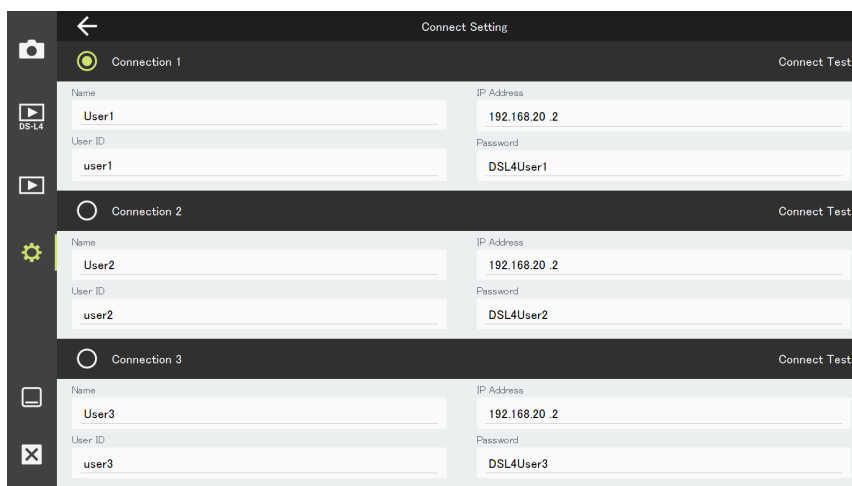 Connect Setting
Connection 1 Connect Test
Name IP Address
User1 192.168.20 .2
User ID Password
user1 DSL4User1
DS-L4
Connection 2 Connect Test
Name IP Address
User2 192.168.20 .2
User ID Password
user2 DSL4User2
Connection 3 Connect Test
Name IP Address
User3 192.168.20 .2
User ID Password
user3 DSL4User3